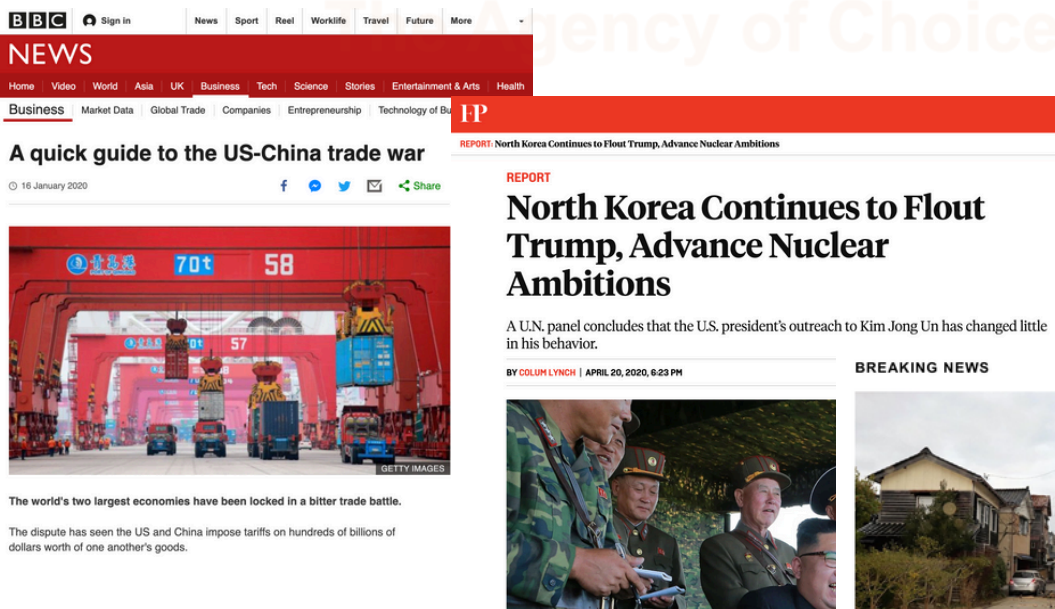 The Agency of Choice
BBC
Sign in
News Sport Reel Worklife Travel Future More
NEWS
Home Video World Asia UK Business Tech Science Stories Entertainment & Arts Health
Business Market Data Global Trade Companies Entrepreneurship Technology of Bu
A quick guide to the US-China trade war
16 January 2020
Share
青岛港
70t
58
57
GETTY IMAGES
The world's two largest economies have been locked in a bitter trade battle.
The dispute has seen the US and China impose tariffs on hundreds of billions of
dollars worth of one another's goods.
FP
REPORT: North Korea Continues to Flout Trump, Advance Nuclear Ambitions
REPORT
North Korea Continues to Flout
Trump, Advance Nuclear
Ambitions
A U.N. panel concludes that the U.S. president's outreach to Kim Jong Un has changed little
in his behavior.
BY COLUM LYNCH | APRIL 20, 2020, 6:23 PM
BREAKING NEWS